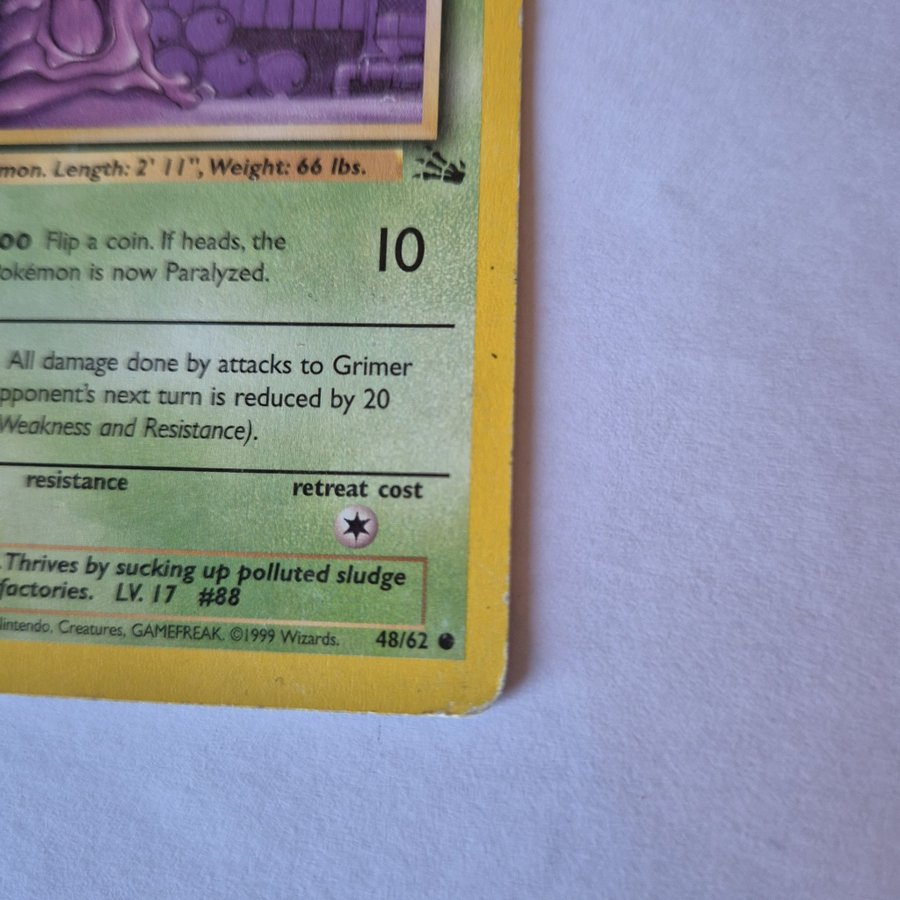 mon. Length: 2' 11", Weight: 66 lbs.
oo Flip a coin. If heads, the
okémon is now Paralyzed.
10
All damage done by attacks to Grimer
pponent's next turn is reduced by 20
Weakness and Resistance).
resistance
retreat cost
. Thrives by sucking up polluted sludge
factories. LV. 17 #88
Nintendo, Creatures, GAMEFREAK. ©1999 Wizards. 48/62